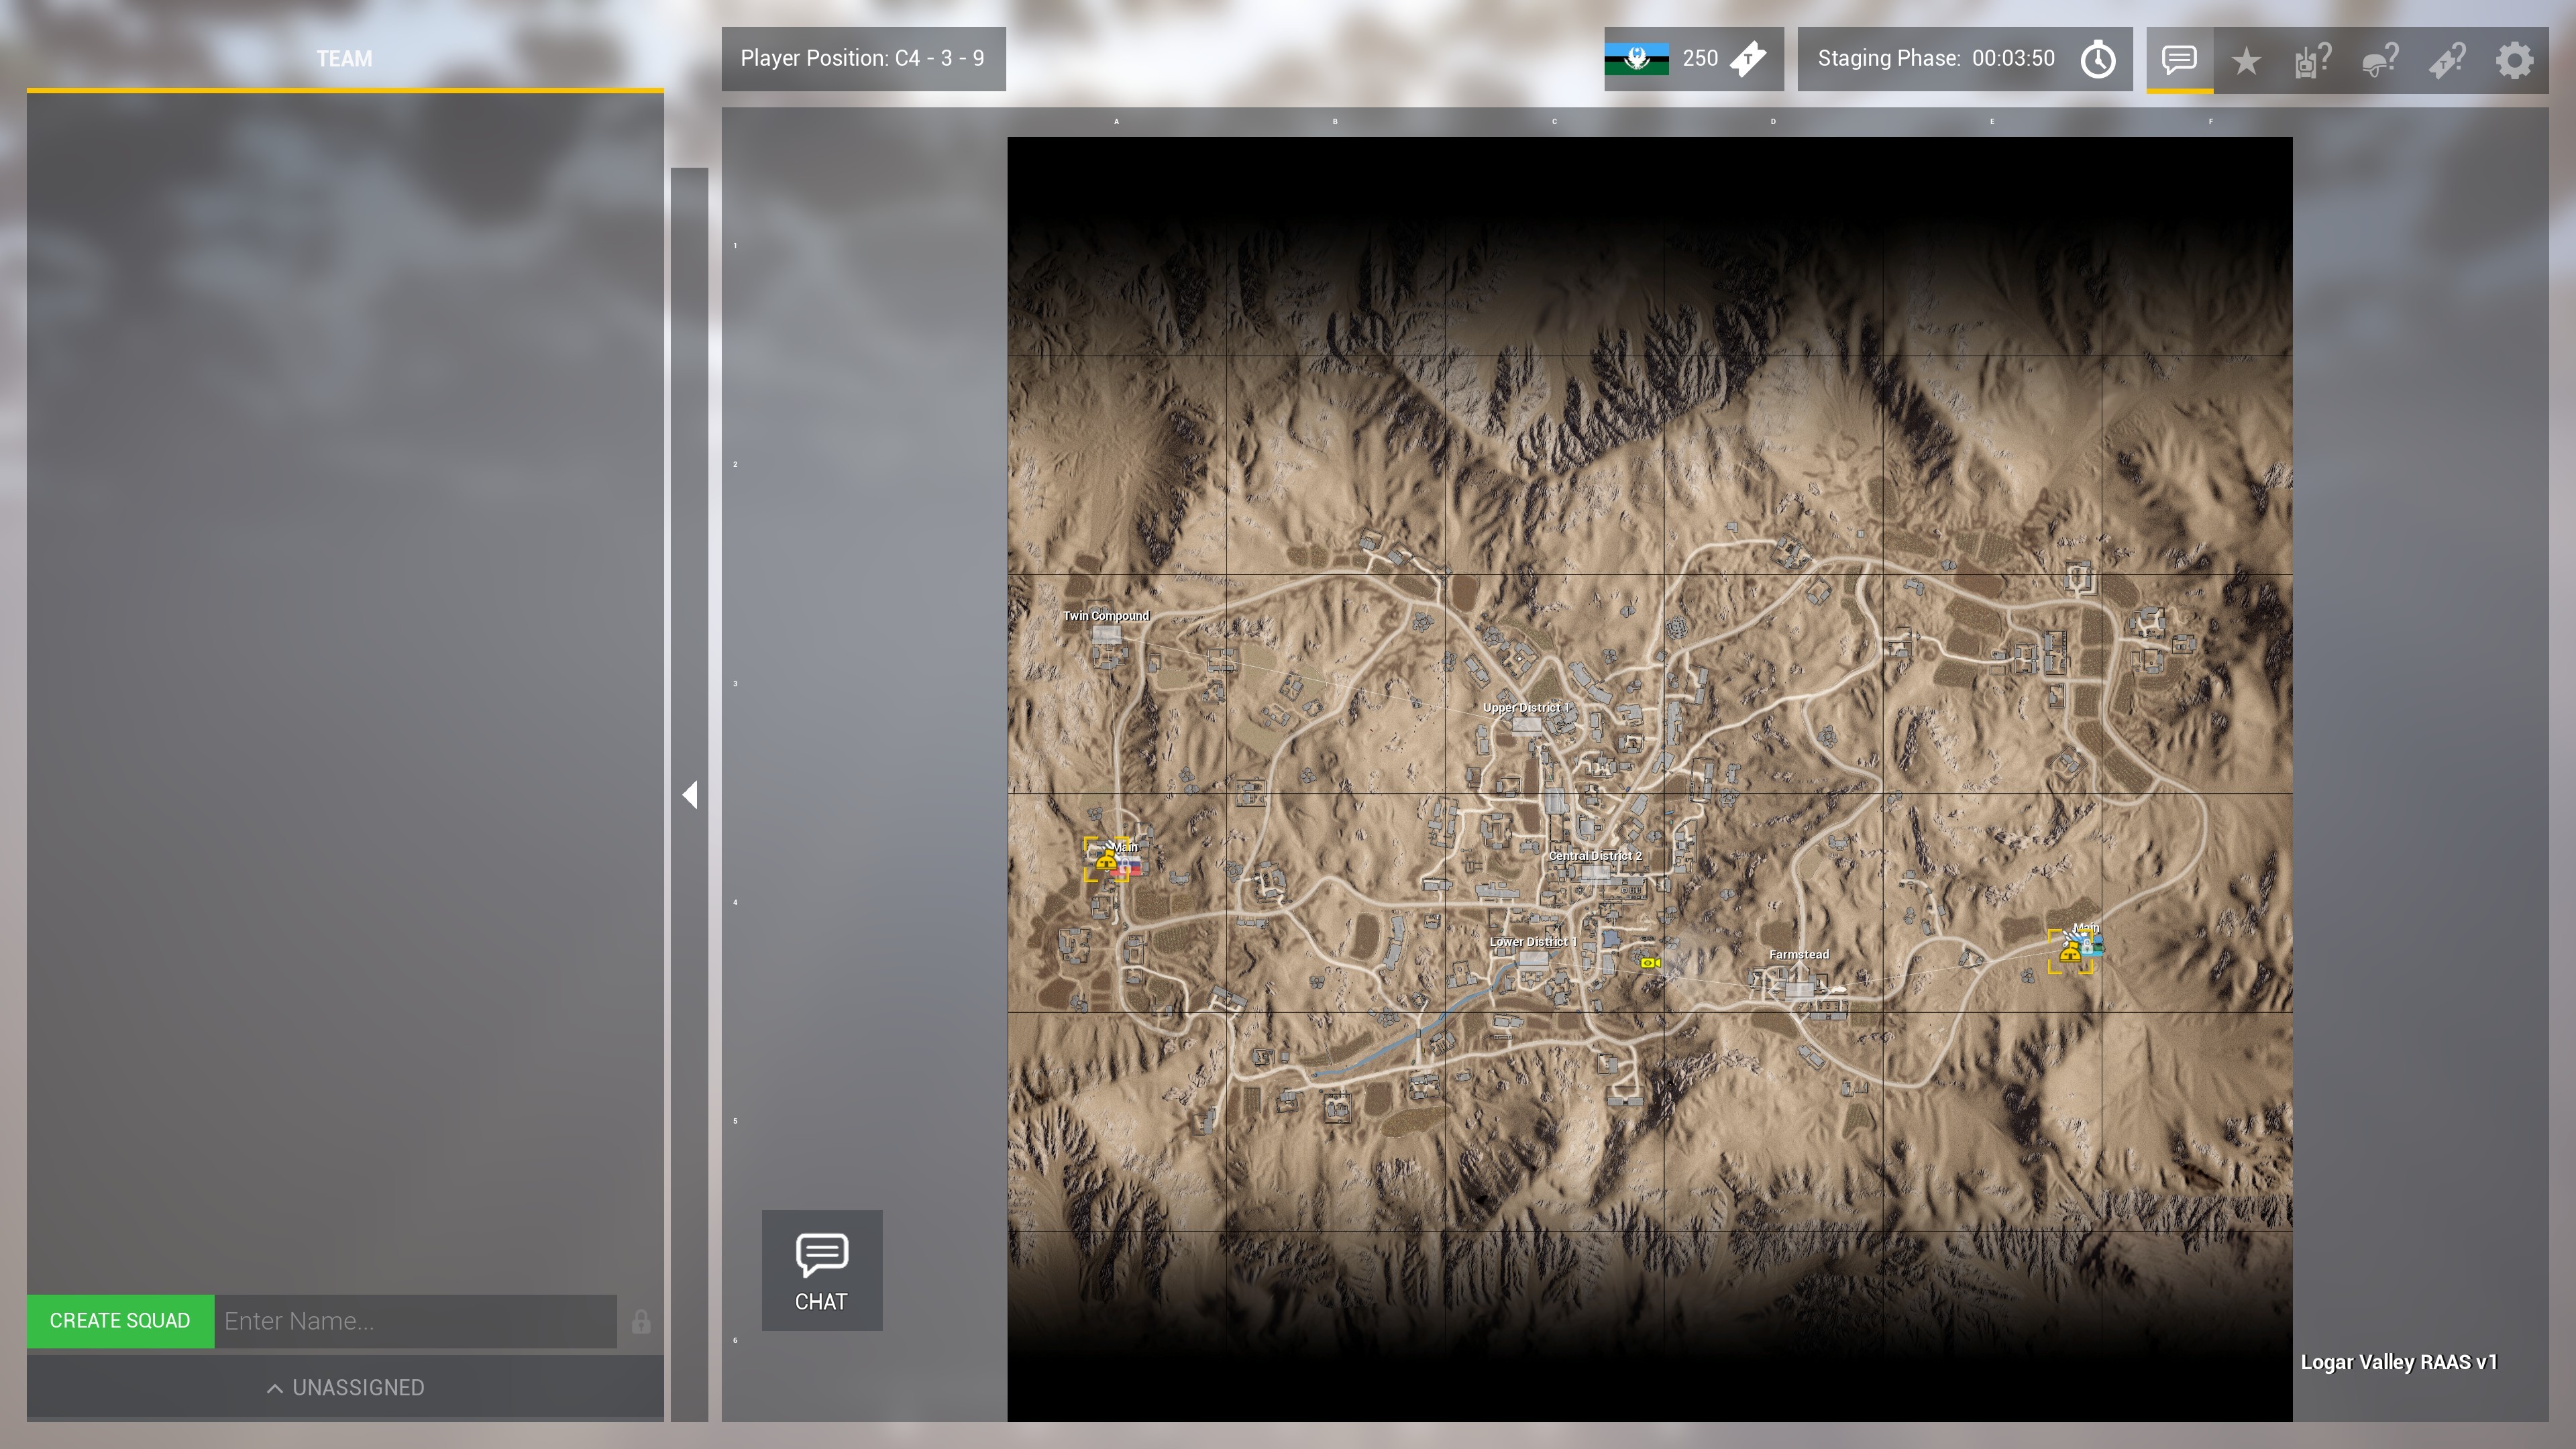 TEAM
Player Position: C4 - 3 - 9
250
T
Staging Phase: 00:03:50
A B C D E F
1
2
Twin Compound
3
Upper District 1
Main
Central District 2
4
Main
Lower District 1
Farmstead
5
CHAT
6
CREATE SQUAD
Enter Name...
Logar Valley RAAS v1
UNASSIGNED